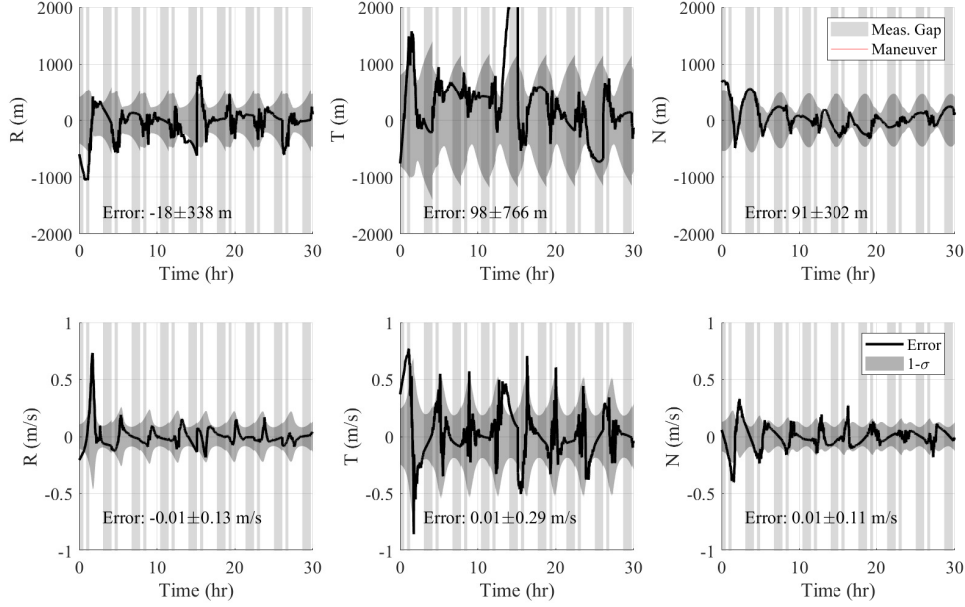 2000
1000
0
-1000
-2000
R (m)
0 10 20 30
Time (hr)
Error: -18±338 m
2000
1000
0
-1000
-2000
T (m)
0 10 20 30
Time (hr)
Error: 98±766 m
2000
1000
0
-1000
-2000
N (m)
0 10 20 30
Time (hr)
Error: 91±302 m
Meas. Gap
Maneuver
1
0.5
0
-0.5
-1
R (m/s)
0 10 20 30
Time (hr)
Error: -0.01±0.13 m/s
1
0.5
0
-0.5
-1
T (m/s)
0 10 20 30
Time (hr)
Error: 0.01±0.29 m/s
1
0.5
0
-0.5
-1
N (m/s)
0 10 20 30
Time (hr)
Error: 0.01±0.11 m/s
Error
1-σ